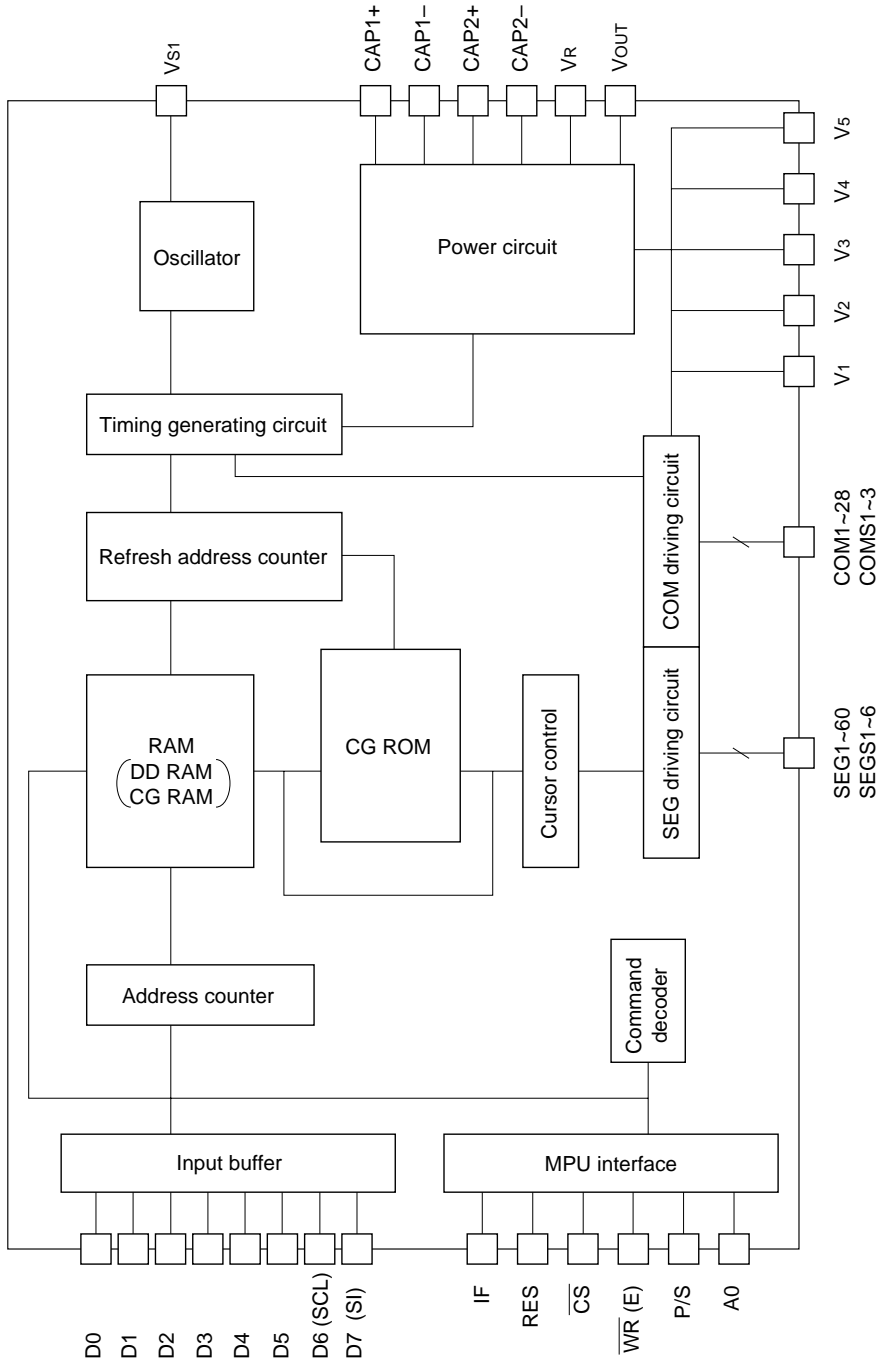 VS1
CAP1+
CAP1–
CAP2+
CAP2–
VR
VOUT
Oscillator
Power circuit
V5
V4
V3
V2
V1
Timing generating circuit
Refresh address counter
COM driving circuit
COM1~28
COMS1~3
RAM
(DD RAM
CG RAM)
CG ROM
Cursor control
SEG driving circuit
SEG1~60
SEGS1~6
Address counter
Command
decoder
Input buffer
MPU interface
D0
D1
D2
D3
D4
D5
D6 (SCL)
D7 (SI)
IF
RES
C̅S̅
W̅R̅ (E)
P/S
A0